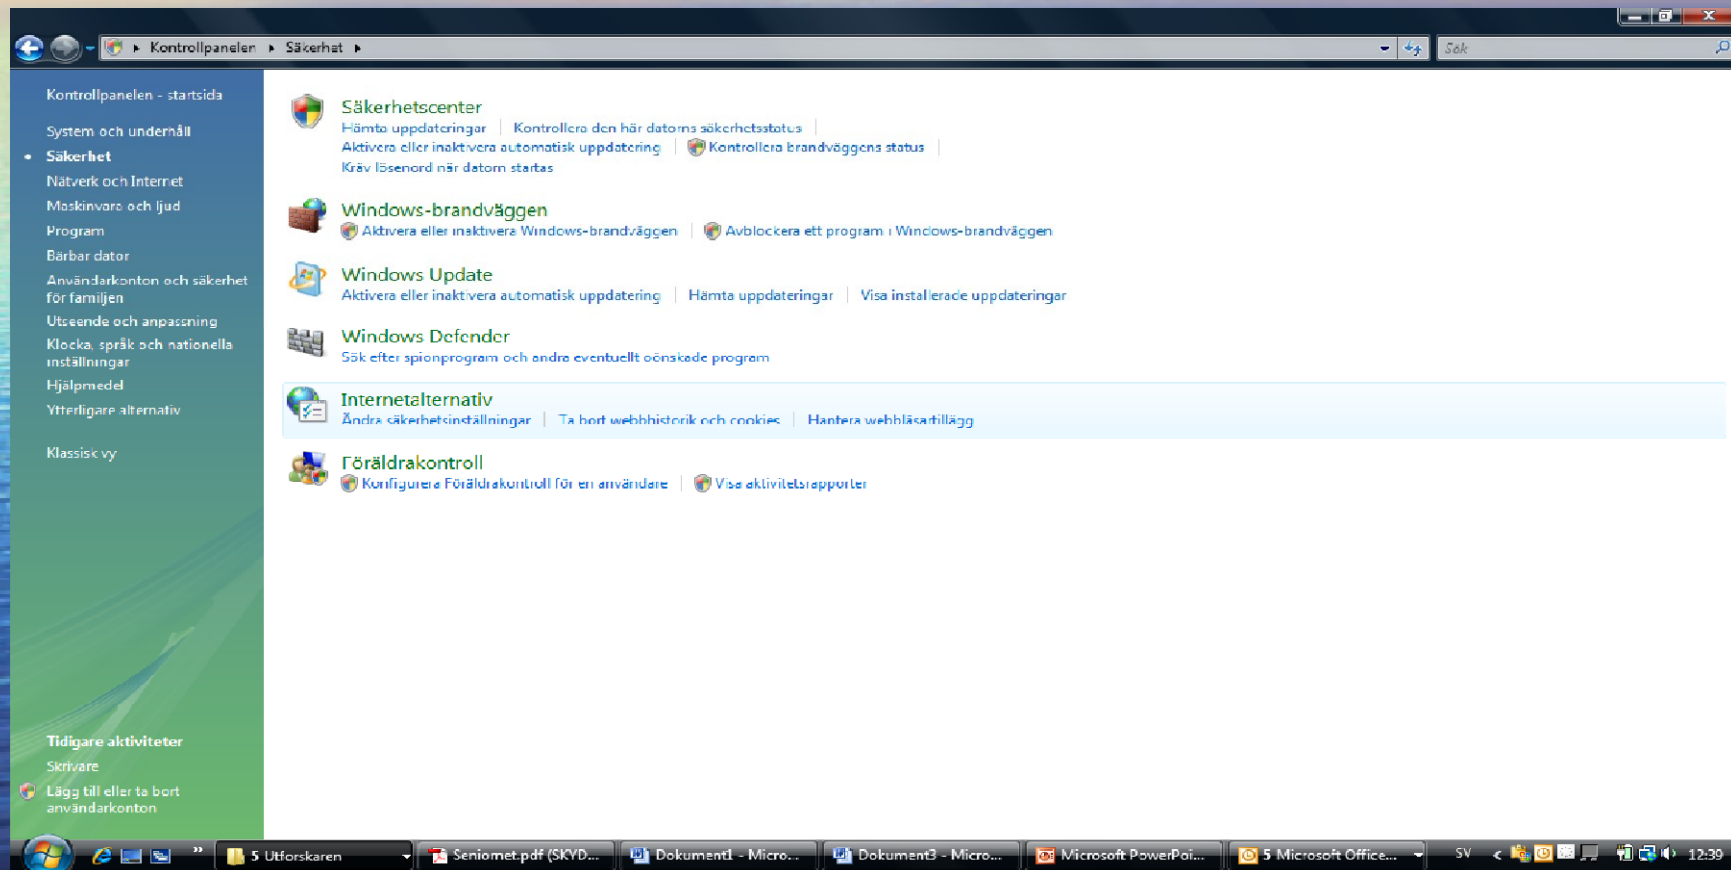 Kontrollpanelen ▸ Säkerhet ▸
Sök
Kontrollpanelen - startsida
System och underhåll
• Säkerhet
Nätverk och Internet
Maskinvara och ljud
Program
Bärbar dator
Användarkonton och säkerhet
för familjen
Utseende och anpassning
Klocka, språk och nationella
inställningar
Hjälpmedel
Ytterligare alternativ
Klassisk vy
Säkerhetscenter
Hämta uppdateringar | Kontrollera den här datorns säkerhetsstatus |
Aktivera eller inaktivera automatisk uppdatering | Kontrollera brandväggens status |
Kräv lösenord när datorn startas
Windows-brandväggen
Aktivera eller inaktivera Windows-brandväggen | Avblockera ett program i Windows-brandväggen
Windows Update
Aktivera eller inaktivera automatisk uppdatering | Hämta uppdateringar | Visa installerade uppdateringar
Windows Defender
Sök efter spionprogram och andra eventuellt oönskade program
Internetalternativ
Ändra säkerhetsinställningar | Ta bort webbhistorik och cookies | Hantera webbläsartillägg
Föräldrakontroll
Konfigurera Föräldrakontroll för en användare | Visa aktivitetsrapporter
Tidigare aktiviteter
Skrivare
Lägg till eller ta bort
användarkonton
» 5 Utforskaren Seniornet.pdf (SKYD... Dokument1 - Micro... Dokument3 - Micro... Microsoft PowerPoi... 5 Microsoft Office... SV 12:39